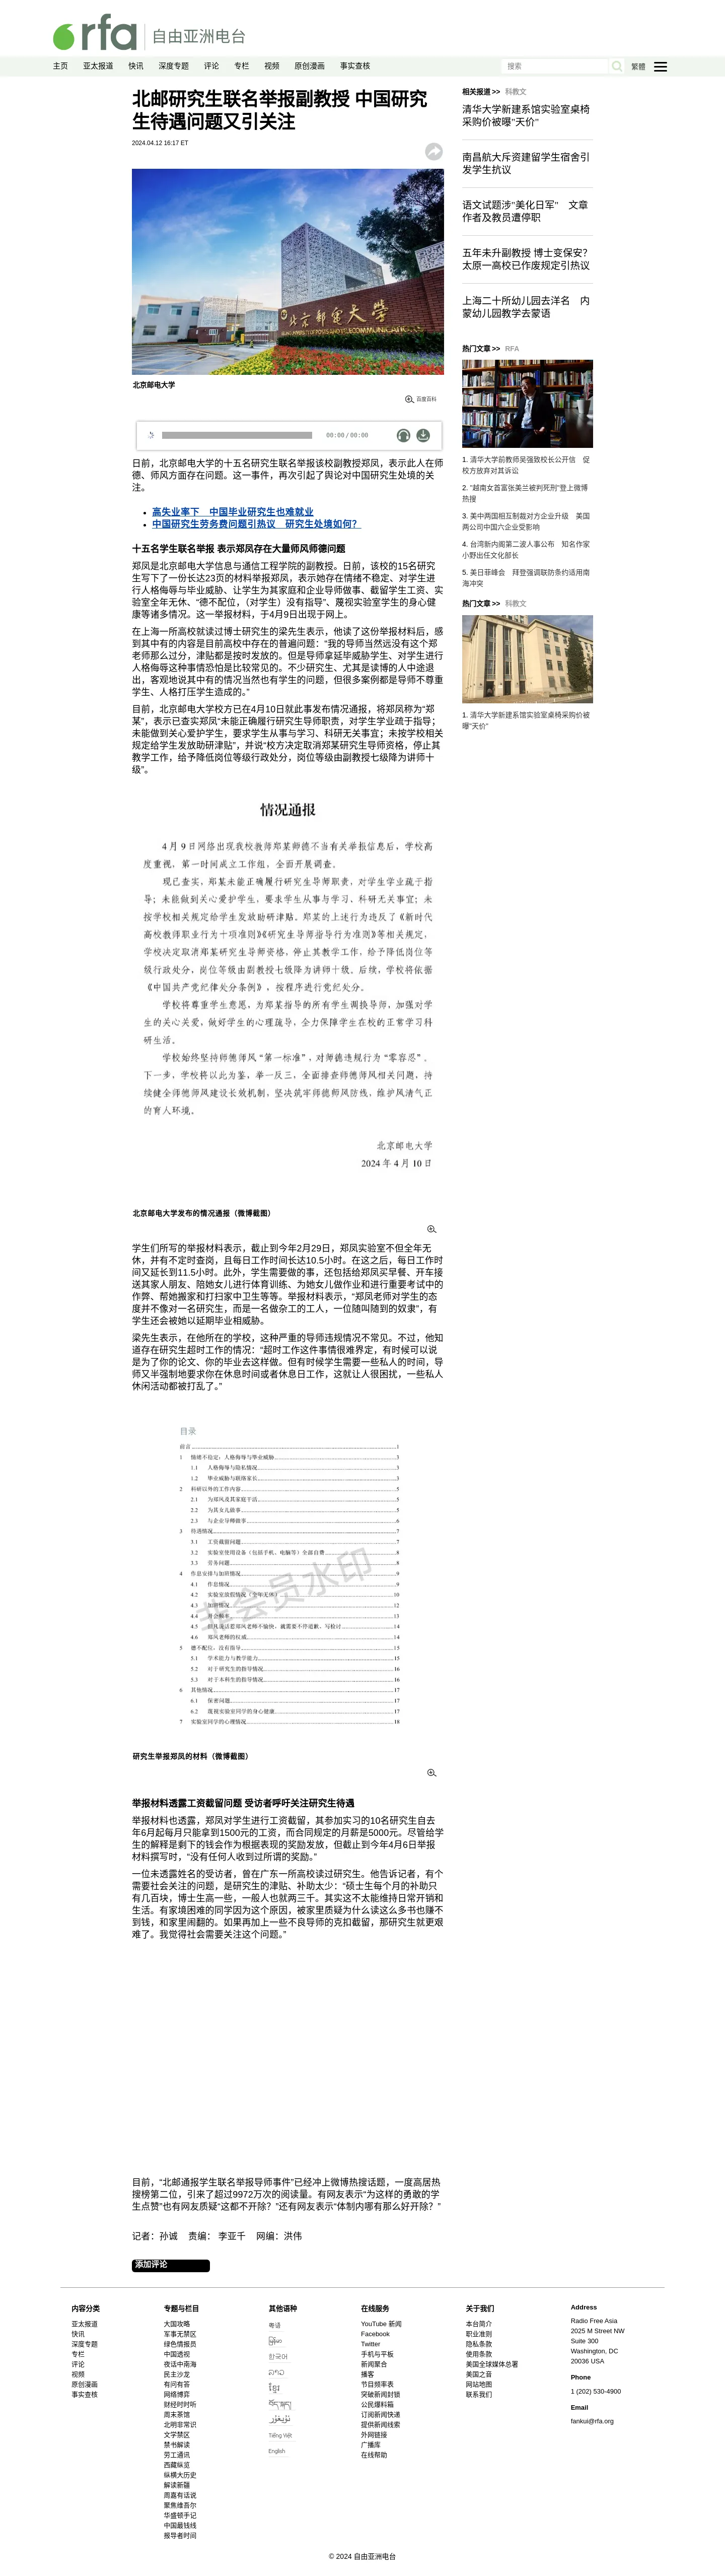 rfa 自由亚洲电台
主页 亚太报道 快讯 深度专题 评论 专栏 视频 原创漫画 事实查核 搜索 繁體
北邮研究生联名举报副教授 中国研究
生待遇问题又引关注
2024.04.12 16:17 ET
北京邮电大学
北京邮电大学
百度百科
00:00 / 00:00
日前，北京邮电大学的十五名研究生联名举报该校副教授郑凤，表示此人在师
德、师风方面存在问题。这一事件，再次引起了舆论对中国研究生处境的关
注。
高失业率下　中国毕业研究生也难就业
中国研究生劳务费问题引热议　研究生处境如何？
十五名学生联名举报 表示郑凤存在大量师风师德问题
郑凤是北京邮电大学信息与通信工程学院的副教授。日前，该校的15名研究
生写下了一份长达23页的材料举报郑凤，表示她存在情绪不稳定、对学生进
行人格侮辱与毕业威胁、让学生为其家庭和企业导师做事、截留学生工资、实
验室全年无休、“德不配位，（对学生）没有指导”、蔑视实验室学生的身心健
康等诸多情况。这一举报材料，于4月9日出现于网上。
在上海一所高校就读过博士研究生的梁先生表示，他读了这份举报材料后，感
到其中有的内容是目前高校中存在的普遍问题：“我的导师当然远没有这个郑
老师那么过分，津贴都是按时发放的。但是导师拿延毕威胁学生、对学生进行
人格侮辱这种事情恐怕是比较常见的。不少研究生、尤其是读博的人中途退
出，客观地说其中有的情况当然也有学生的问题，但很多案例都是导师不尊重
学生、人格打压学生造成的。”
目前，北京邮电大学校方已在4月10日就此事发布情况通报，将郑凤称为“郑
某”，表示已查实郑凤“未能正确履行研究生导师职责，对学生学业疏于指导；
未能做到关心爱护学生，要求学生从事与学习、科研无关事宜；未按学校相关
规定给学生发放助研津贴”，并说“校方决定取消郑某研究生导师资格，停止其
教学工作，给予降低岗位等级行政处分，岗位等级由副教授七级降为讲师十
级”。
情况通报
4 月 9 日网络出现我校教师郑某师德不当有关举报信息后，学校高
度重视，第一时间成立工作组，全面开展调查。
现已查实，郑某未能正确履行研究生导师职责，对学生学业疏于指
导；未能做到关心爱护学生，要求学生从事与学习、科研无关事宜；未
按学校相关规定给学生发放助研津贴。郑某的上述行为违反了《新时代
高校教师职业行为十项准则》《研究生导师指导行为准则》等相关规定，
学校决定取消郑某研究生导师资格，停止其教学工作，给予降低岗位等
级行政处分，岗位等级由副教授七级降为讲师十级。后续，学校将依据
《中国共产党纪律处分条例》，按程序进行党纪处分。
学校将尊重学生意愿，为郑某指导的所有学生调换导师，加强对学
生的关心关爱，做好学生的心理疏导，全力保障学生在校的正常学习科
研生活。
学校始终坚持师德师风“第一标准”，对师德违规行为“零容忍”。
下一步，学校将以此为鉴，举一反三，全面排查师德师风相关问题，持
续健全师德师风建设长效机制，坚决筑牢师德师风防线，维护风清气正
的育人环境。
北京邮电大学
2024 年 4 月 10 日
北京邮电大学发布的情况通报（微博截图）
学生们所写的举报材料表示，截止到今年2月29日，郑凤实验室不但全年无
休，并有不定时查岗，且每日工作时间长达10.5小时。在这之后，每日工作时
间又延长到11.5小时。此外，学生需要做的事，还包括给郑凤买早餐、开车接
送其家人朋友、陪她女儿进行体育训练、为她女儿做作业和进行重要考试中的
作弊、帮她搬家和打扫家中卫生等等。举报材料表示，“郑凤老师对学生的态
度并不像对一名研究生，而是一名做杂工的工人，一位随叫随到的奴隶”，有
学生还会被她以延期毕业相威胁。
梁先生表示，在他所在的学校，这种严重的导师违规情况不常见。不过，他知
道存在研究生超时工作的情况：“超时工作这件事情很难界定，有时候可以说
是为了你的论文、你的毕业去这样做。但有时候学生需要一些私人的时间，导
师又半强制地要求你在休息时间或者休息日工作，这就让人很困扰，一些私人
休闲活动都被打乱了。”
目录
前言 1
1 情绪不稳定：人格侮辱与毕业威胁 3
1.1 人格侮辱与隐私情况 3
1.2 毕业威胁与联络家长 3
2 科研以外的工作内容 5
2.1 为郑凤及其家庭干活 5
2.2 为其女儿做事 5
2.3 与企业导师做事 6
3 待遇情况 7
3.1 工资截留问题 7
3.2 实验室使用设备（包括手机、电脑等）全部自费 8
3.3 劳务问题 8
4 作息安排与加班情况 9
4.1 作息情况 9
4.2 实验室放假情况（全年无休） 10
4.3 加班情况 12
4.4 开会频率 13
4.5 但凡说话惹郑凤老师不愉快，就需要不停道歉、写检讨 14
4.6 郑凤老师的权威 14
5 德不配位，没有指导 15
5.1 学术能力与教学能力 15
5.2 对于研究生的指导情况 16
5.3 对于本科生的指导情况 16
6 其他情况 17
6.1 保密问题 17
6.2 蔑视实验室同学的身心健康 17
7 实验室同学的心理情况 18
非会员水印
研究生举报郑凤的材料（微博截图）
举报材料透露工资截留问题 受访者呼吁关注研究生待遇
举报材料也透露，郑凤对学生进行工资截留，其参加实习的10名研究生自去
年6月起每月只能拿到1500元的工资，而合同规定的月薪是5000元。尽管给学
生的解释是剩下的钱会作为根据表现的奖励发放，但截止到今年4月6日举报
材料撰写时，“没有任何人收到过所谓的奖励。”
一位未透露姓名的受访者，曾在广东一所高校读过研究生。他告诉记者，有个
需要社会关注的问题，是研究生的津贴、补助太少：“硕士生每个月的补助只
有几百块，博士生高一些，一般人也就两三千。其实这不太能维持日常开销和
生活。有家境困难的同学因为这个原因，被家里质疑为什么读这么多书也赚不
到钱，和家里闹翻的。如果再加上一些不良导师的克扣截留，那研究生就更艰
难了。我觉得社会需要关注这个问题。”
目前，“北邮通报学生联名举报导师事件”已经冲上微博热搜话题，一度高居热
搜榜第二位，引来了超过9972万次的阅读量。有网友表示“为这样的勇敢的学
生点赞”也有网友质疑“这都不开除？”还有网友表示“体制内哪有那么好开除？”
记者：孙诚　责编： 李亚千　网编：洪伟
添加评论
相关报道 >> 科教文
清华大学新建系馆实验室桌椅
采购价被曝“天价”
南昌航大斥资建留学生宿舍引
发学生抗议
语文试题涉“美化日军”　文章
作者及教员遭停职
五年未升副教授 博士变保安？
太原一高校已作废规定引热议
上海二十所幼儿园去洋名　内
蒙幼儿园教学去蒙语
热门文章 >> RFA
1. 清华大学前教师吴强致校长公开信　促
校方放弃对其诉讼
2. “越南女首富张美兰被判死刑”登上微博
热搜
3. 美中两国相互制裁对方企业升级　美国
两公司中国六企业受影响
4. 台湾新内阁第二波人事公布　知名作家
小野出任文化部长
5. 美日菲峰会　拜登强调联防条约适用南
海冲突
热门文章 >> 科教文
1. 清华大学新建系馆实验室桌椅采购价被
曝“天价”
内容分类
亚太报道
快讯
深度专题
专栏
评论
视频
原创漫画
事实查核
专题与栏目
大国攻略
军事无禁区
绿色情报员
中国透视
夜话中南海
民主沙龙
有问有答
网络博弈
财经时时听
周末茶馆
北明非常识
文学禁区
禁书解读
劳工通讯
西藏纵览
纵横大历史
解读新疆
周嘉有话说
聚焦维吾尔
华盛顿手记
中国最钱线
报导者时间
其他语种
粤语
မြန်မာ
한국어
ລາວ
ខ្មែរ
བོད་སྐད།
ئۇيغۇر
Tiếng Việt
English
在线服务
YouTube 新闻
Facebook
Twitter
手机与平板
新闻聚合
播客
节目频率表
突破新闻封锁
公民爆料箱
订阅新闻快递
提供新闻线索
外网链接
广播库
在线帮助
关于我们
本台简介
职业准则
隐私条款
使用条款
美国全球媒体总署
美国之音
网站地图
联系我们
Address
Radio Free Asia
2025 M Street NW
Suite 300
Washington, DC
20036 USA
Phone
1 (202) 530-4900
Email
fankui@rfa.org
© 2024 自由亚洲电台